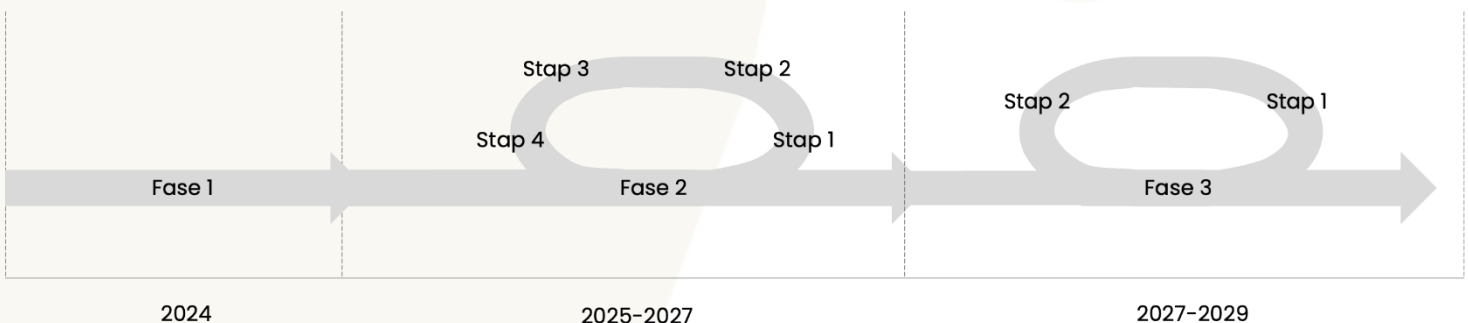 Stap 3
Stap 2
Stap 2
Stap 1
Stap 4
Stap 1
Fase 1
Fase 2
Fase 3
2024
2025-2027
2027-2029